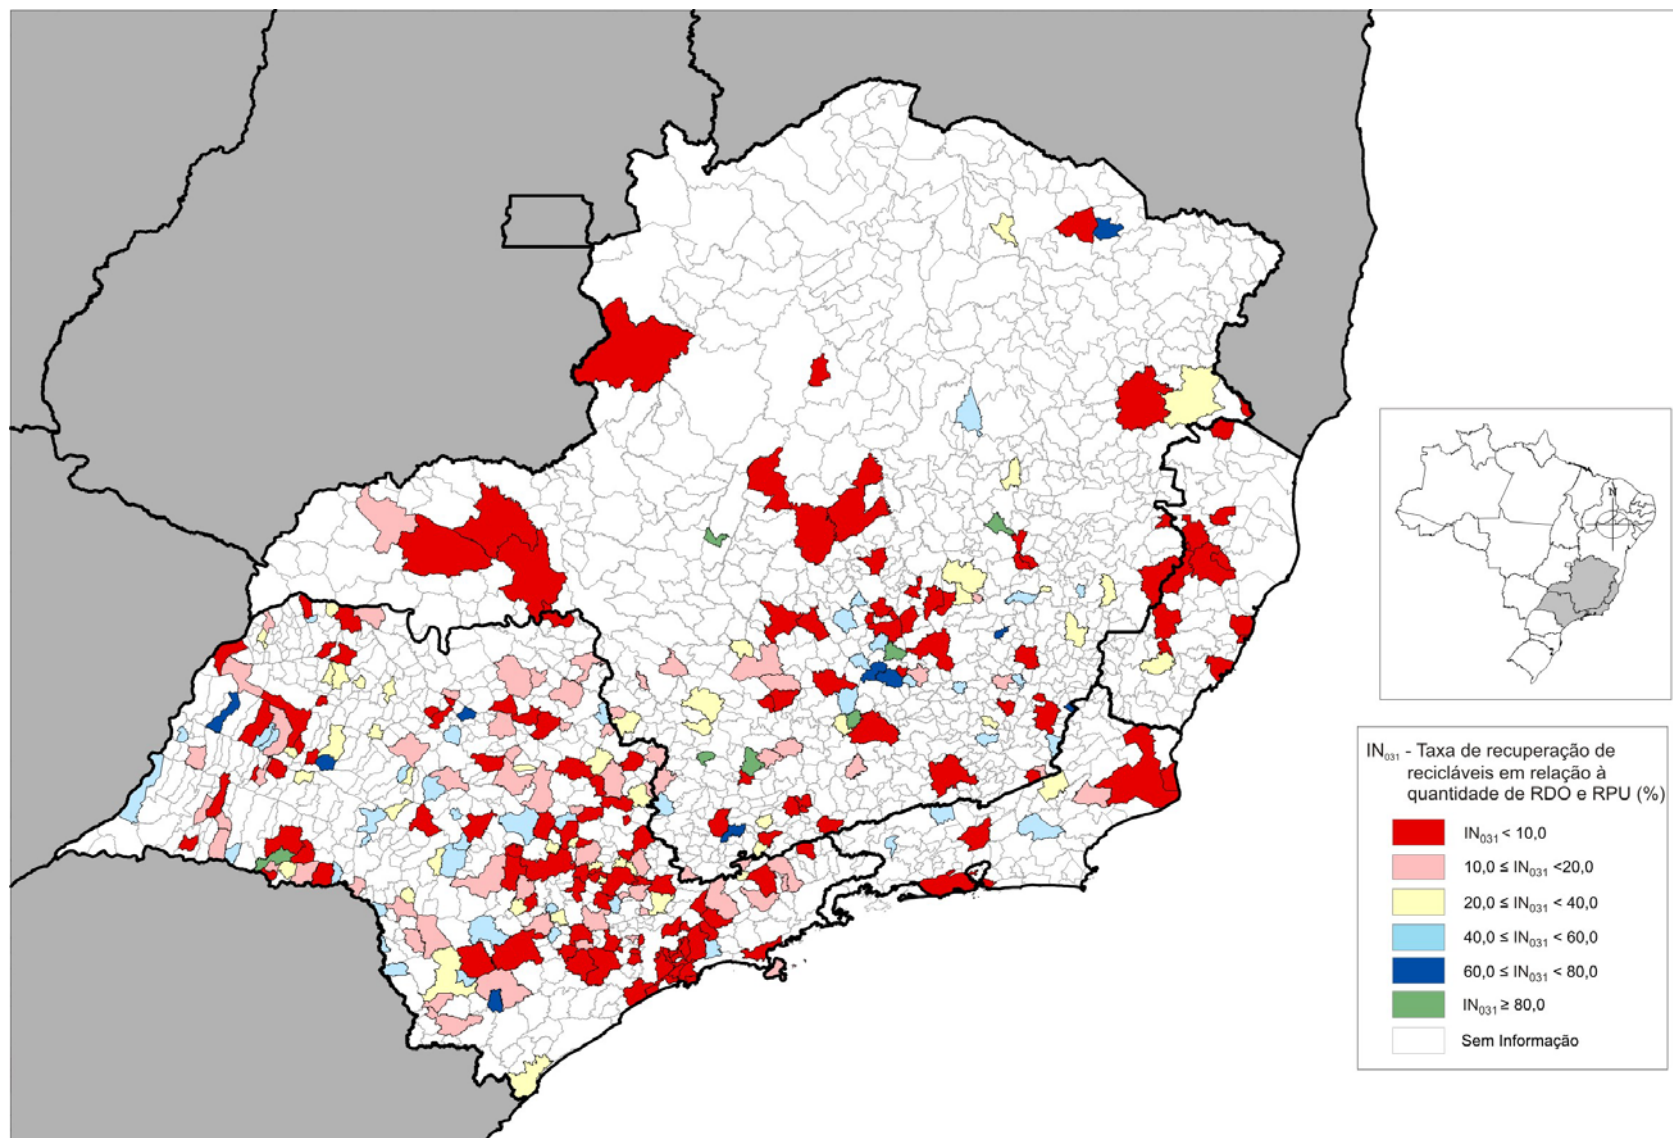 N
IN031 - Taxa de recuperação de
recicláveis em relação à
quantidade de RDO e RPU (%)
IN031 < 10,0
10,0 ≤ IN031 <20,0
20,0 ≤ IN031 < 40,0
40,0 ≤ IN031 < 60,0
60,0 ≤ IN031 < 80,0
IN031 ≥ 80,0
Sem Informação